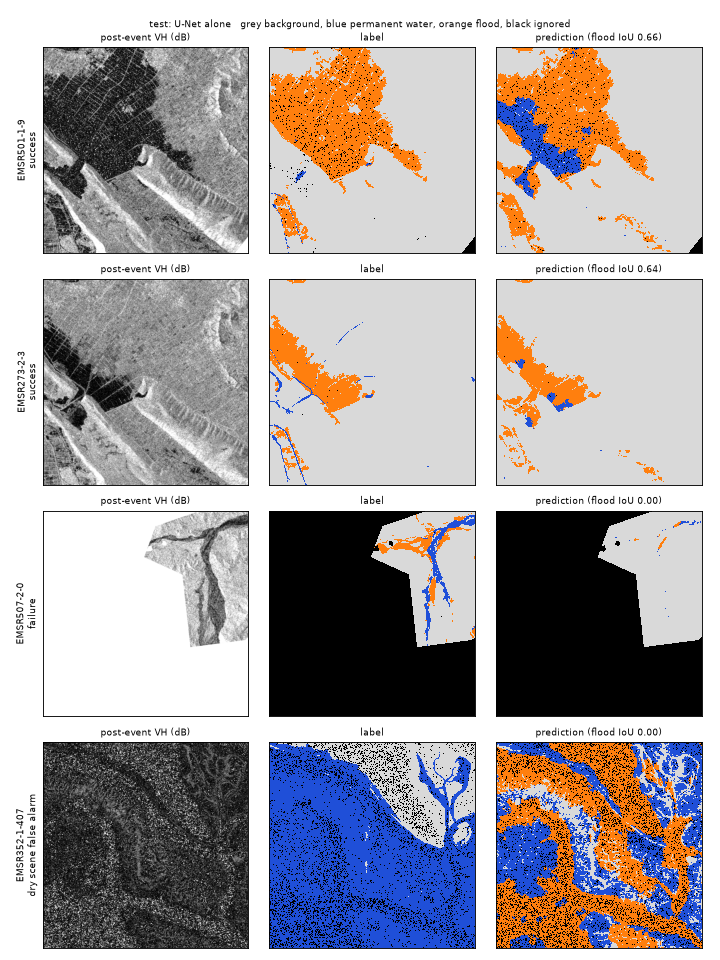 test: U-Net alone   grey background, blue permanent water, orange flood, black ignored
post-event VH (dB)
label
prediction (flood IoU 0.66)
EMSR501-1-9
success
post-event VH (dB)
label
prediction (flood IoU 0.64)
EMSR273-2-3
success
post-event VH (dB)
label
prediction (flood IoU 0.00)
EMSR507-2-0
failure
post-event VH (dB)
label
prediction (flood IoU 0.00)
EMSR352-1-407
dry scene false alarm